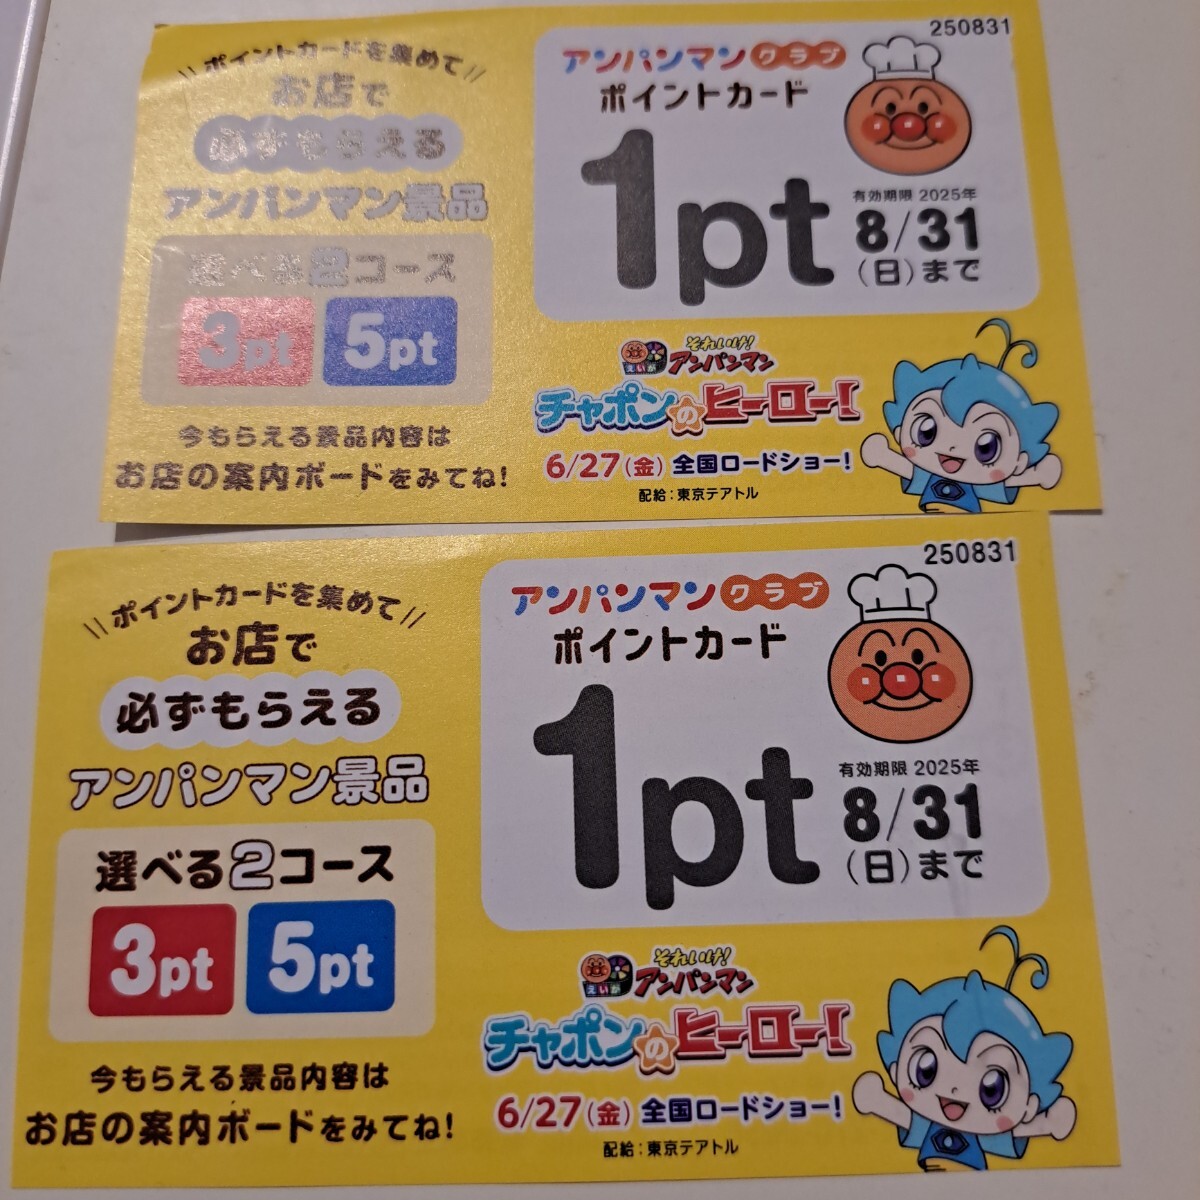 ポイントカードを集めて
お店で
必ずもらえる
アンパンマン景品
選べる2コース
3pt 5pt
今もらえる景品内容は
お店の案内ボードをみてね!
250831
アンパンマンクラブ
ポイントカード
1pt
有効期限 2025年
8/31
(日)まで
それいけ!
えいが アンパンマン
チャポンのヒーロー!
6/27(金) 全国ロードショー!
配給:東京テアトル
ポイントカードを集めて
お店で
必ずもらえる
アンパンマン景品
選べる2コース
3pt 5pt
今もらえる景品内容は
お店の案内ボードをみてね!
250831
アンパンマンクラブ
ポイントカード
1pt
有効期限 2025年
8/31
(日)まで
それいけ!
えいが アンパンマン
チャポンのヒーロー!
6/27(金) 全国ロードショー!
配給:東京テアトル